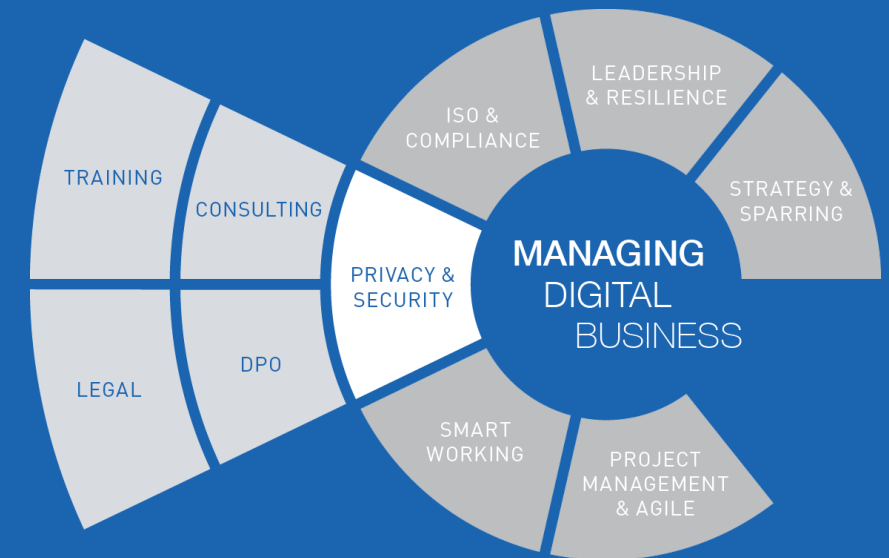 LEADERSHIP
& RESILIENCE
ISO &
COMPLIANCE
STRATEGY &
SPARRING
TRAINING
CONSULTING
PRIVACY &
SECURITY
MANAGING
DIGITAL
BUSINESS
LEGAL
DPO
SMART
WORKING
PROJECT
MANAGEMENT
& AGILE